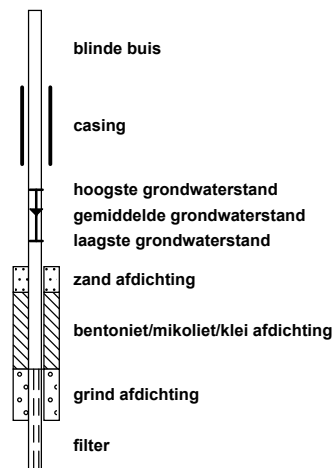 blinde buis
casing
hoogste grondwaterstand
gemiddelde grondwaterstand
laagste grondwaterstand
zand afdichting
bentoniet/mikoliet/klei afdichting
grind afdichting
filter